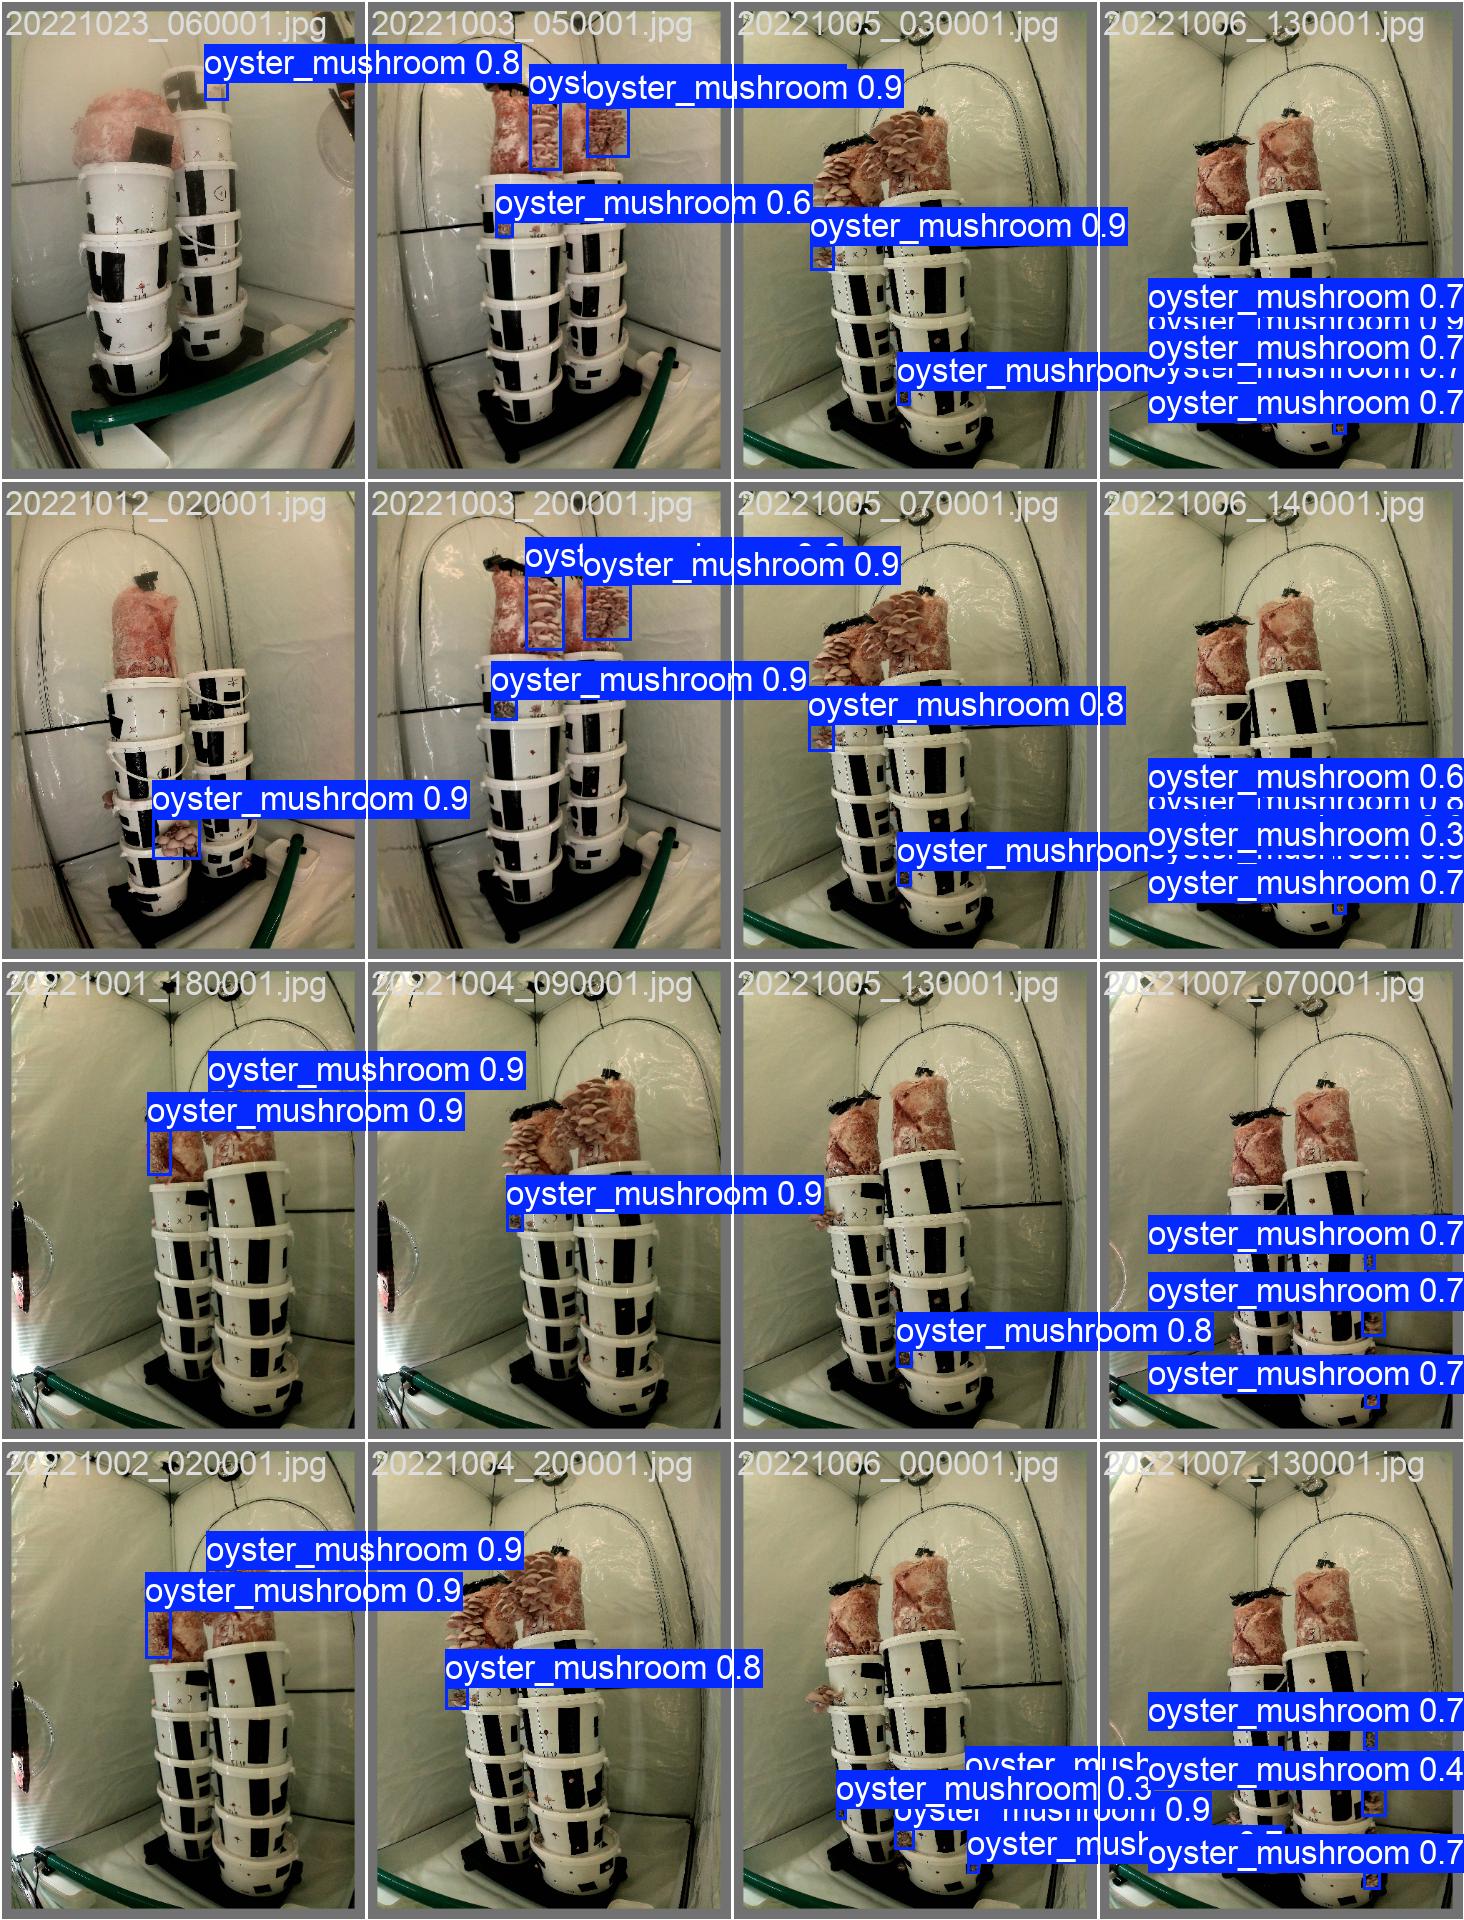 20221023_060001.jpg
oyster_mushroom 0.8
20221003_050001.jpg
oyst
oyster_mushroom 0.9
oyster_mushroom 0.6
20221005_030001.jpg
oyster_mushroom 0.9
oyster_mushroom
20221006_130001.jpg
oyster_mushroom 0.7
oyster_mushroom 0.9
oyster_mushroom 0.7
oyster_mushroom 0.7
oyster_mushroom 0.7
20221012_020001.jpg
oyster_mushroom 0.9
20221003_200001.jpg
oyst
oyster_mushroom 0.9
oyster_mushroom 0.9
20221005_070001.jpg
oyster_mushroom 0.8
oyster_mushroom
20221006_140001.jpg
oyster_mushroom 0.6
oyster_mushroom 0.8
oyster_mushroom 0.3
oyster_mushroom 0.7
20221001_180001.jpg
oyster_mushroom 0.9
oyster_mushroom 0.9
20221004_090001.jpg
oyster_mushroom 0.9
20221005_130001.jpg
oyster_mushroom 0.8
20221007_070001.jpg
oyster_mushroom 0.7
oyster_mushroom 0.7
oyster_mushroom 0.7
20221002_020001.jpg
oyster_mushroom 0.9
oyster_mushroom 0.9
20221004_200001.jpg
oyster_mushroom 0.8
20221006_000001.jpg
oyster_mush
oyster_mushroom 0.3
oyster_mushroom 0.9
oyster_mush
20221007_130001.jpg
oyster_mushroom 0.7
oyster_mushroom 0.4
oyster_mushroom 0.7